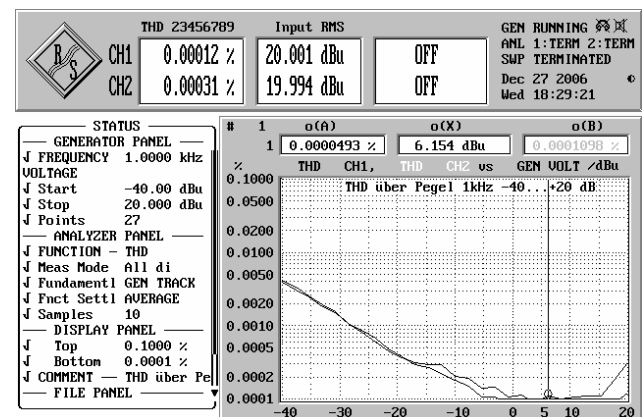 THD 23456789 Input RMS
CH1 0.00012 % 20.001 dBu OFF
CH2 0.00031 % 19.994 dBu OFF
R S
GEN RUNNING
ANL 1:TERM 2:TERM
SWP TERMINATED
Dec 27 2006
Wed 18:29:21
STATUS
GENERATOR PANEL
√ FREQUENCY 1.0000 kHz
VOLTAGE
√ Start -40.00 dBu
√ Stop 20.000 dBu
√ Points 27
ANALYZER PANEL
√ FUNCTION - THD
√ Meas Mode All di
√ Fundamentl GEN TRACK
√ Fnct Settl AVERAGE
√ Samples 10
DISPLAY PANEL
√ Top 0.1000 %
√ Bottom 0.0001 %
√ COMMENT — THD über Pe
FILE PANEL
# 1 o(A) o(X) o(B)
1 0.0000493 % 6.154 dBu 0.0001098 %
% THD CH1, THD CH2 vs GEN VOLT /dBu
THD über Pegel 1kHz -40...+20 dB
0.1000
0.0500
0.0200
0.0100
0.0050
0.0020
0.0010
0.0005
0.0002
0.0001
-40 -30 -20 -10 0 5 10 20